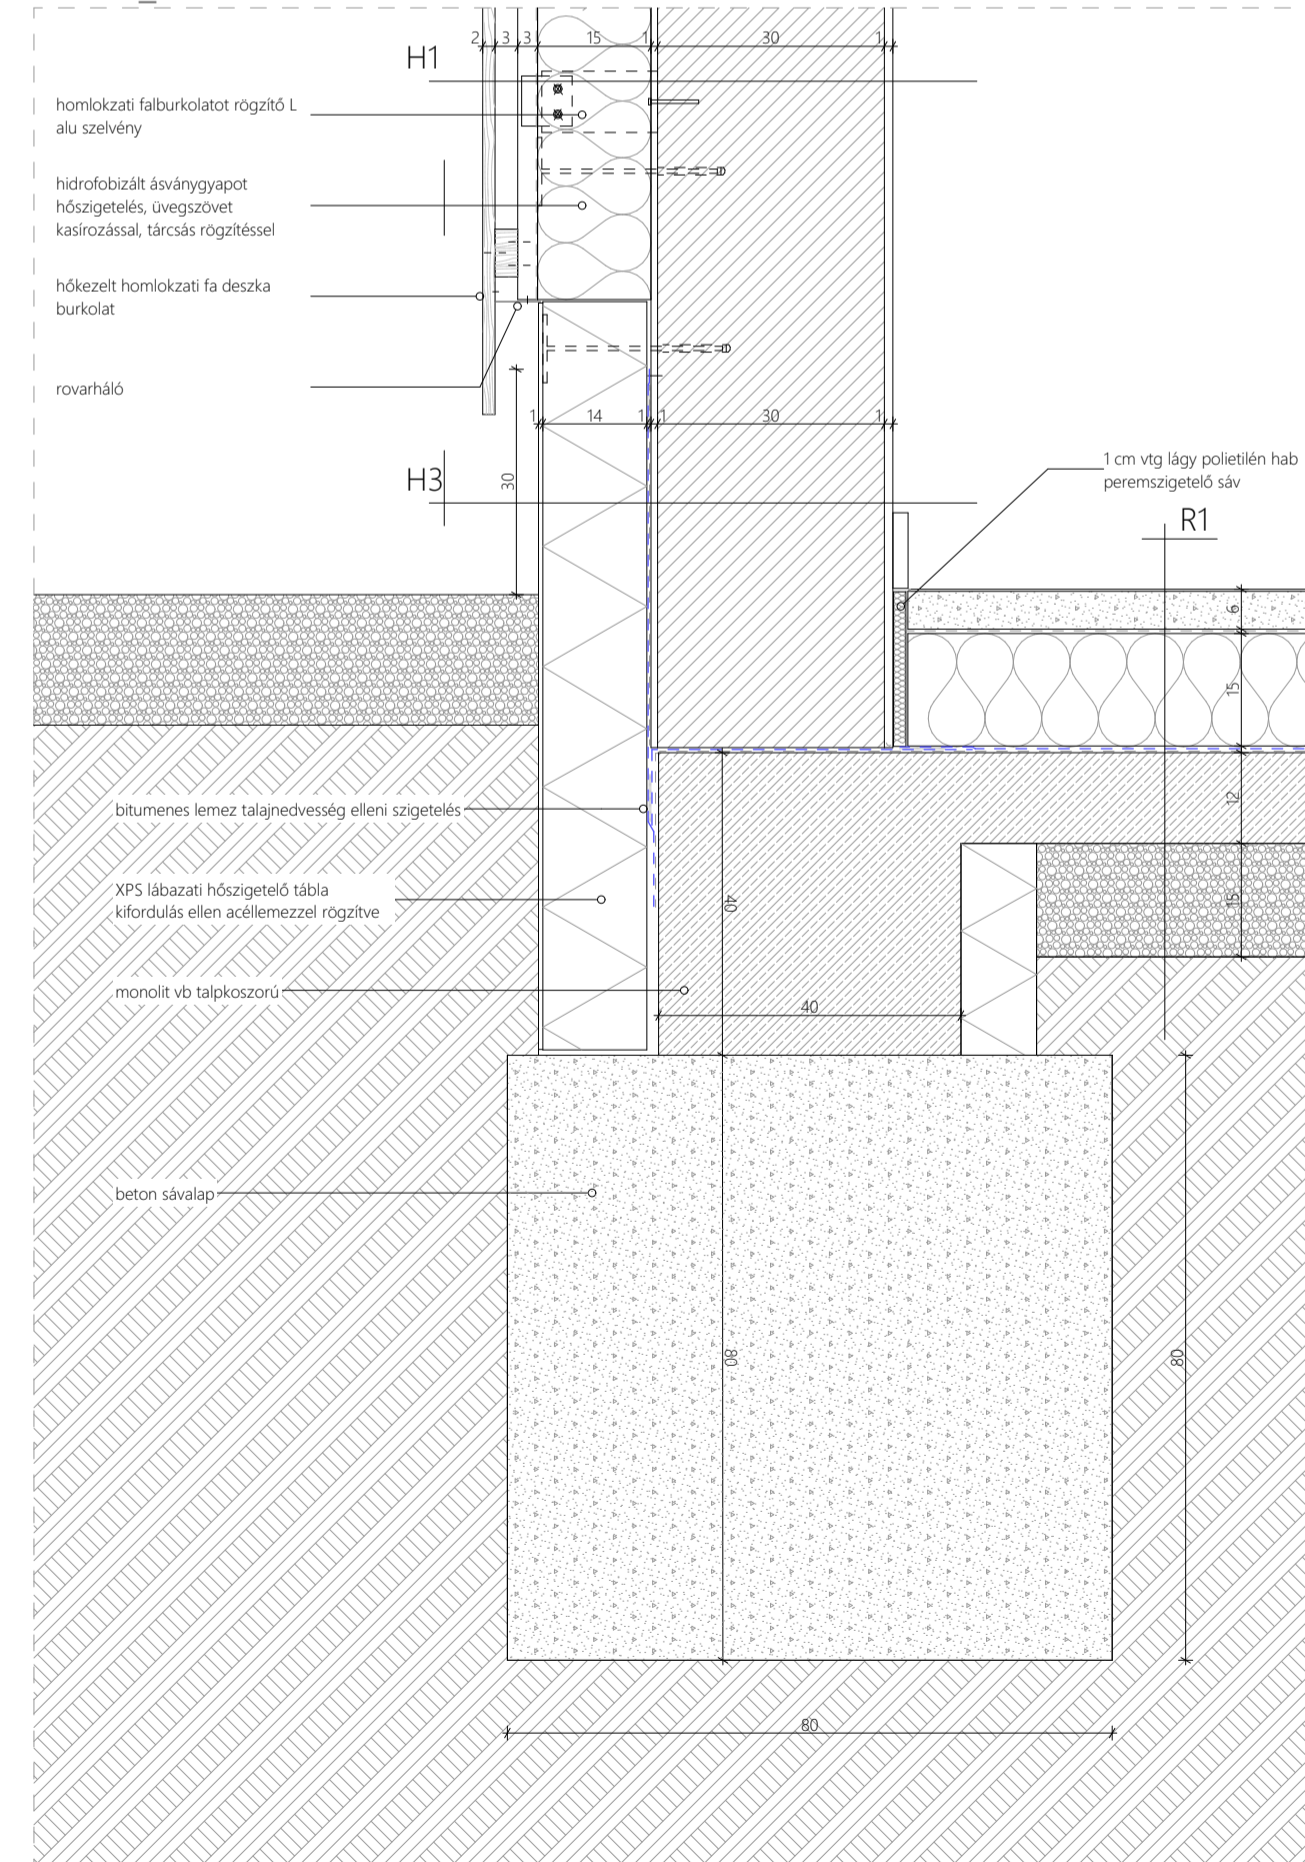 2 3 3 15 1 30 1
H1
homlokzati falburkolatot rögzítő L
alu szelvény
hidrofobizált ásványgyapot
hőszigetelés, üvegszövet
kasírozással, tárcsás rögzítéssel
hőkezelt homlokzati fa deszka
burkolat
rovarháló
1 14 1 1 30 1
H3
30
1 cm vtg lágy polietilén hab
peremszigetelő sáv
R1
6
15
12
15
bitumenes lemez talajnedvesség elleni szigetelés
XPS lábazati hőszigetelő tábla
kifordulás ellen acéllemezzel rögzítve
40
monolit vb talpkoszorú
40
beton sávalap
80
80
80